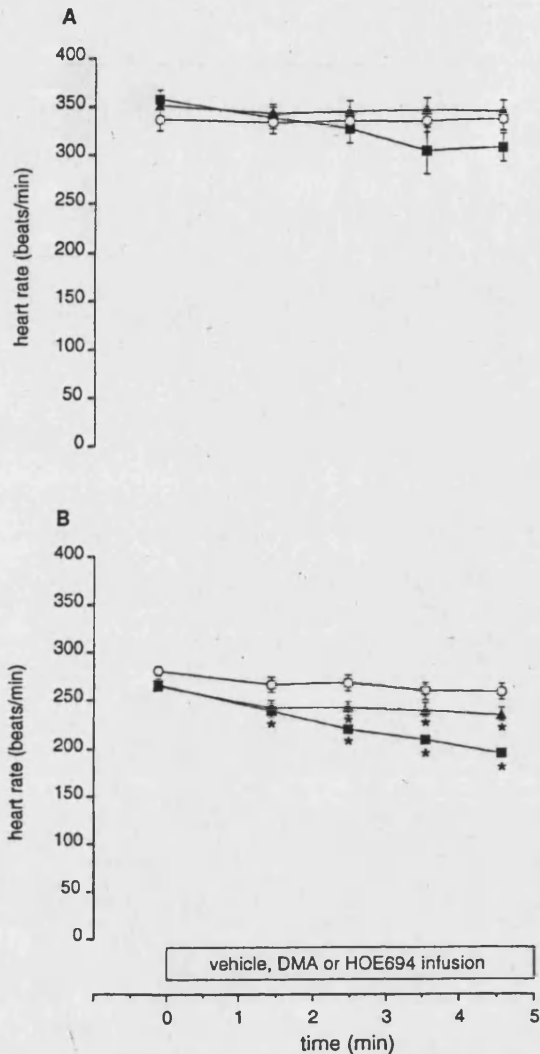 A
400
350
300
250
200
150
100
50
0
heart rate (beats/min)
B
400
350
300
250
200
150
100
50
0
heart rate (beats/min)
* * * *
* * *
vehicle, DMA or HOE694 infusion
0 1 2 3 4 5
time (min)